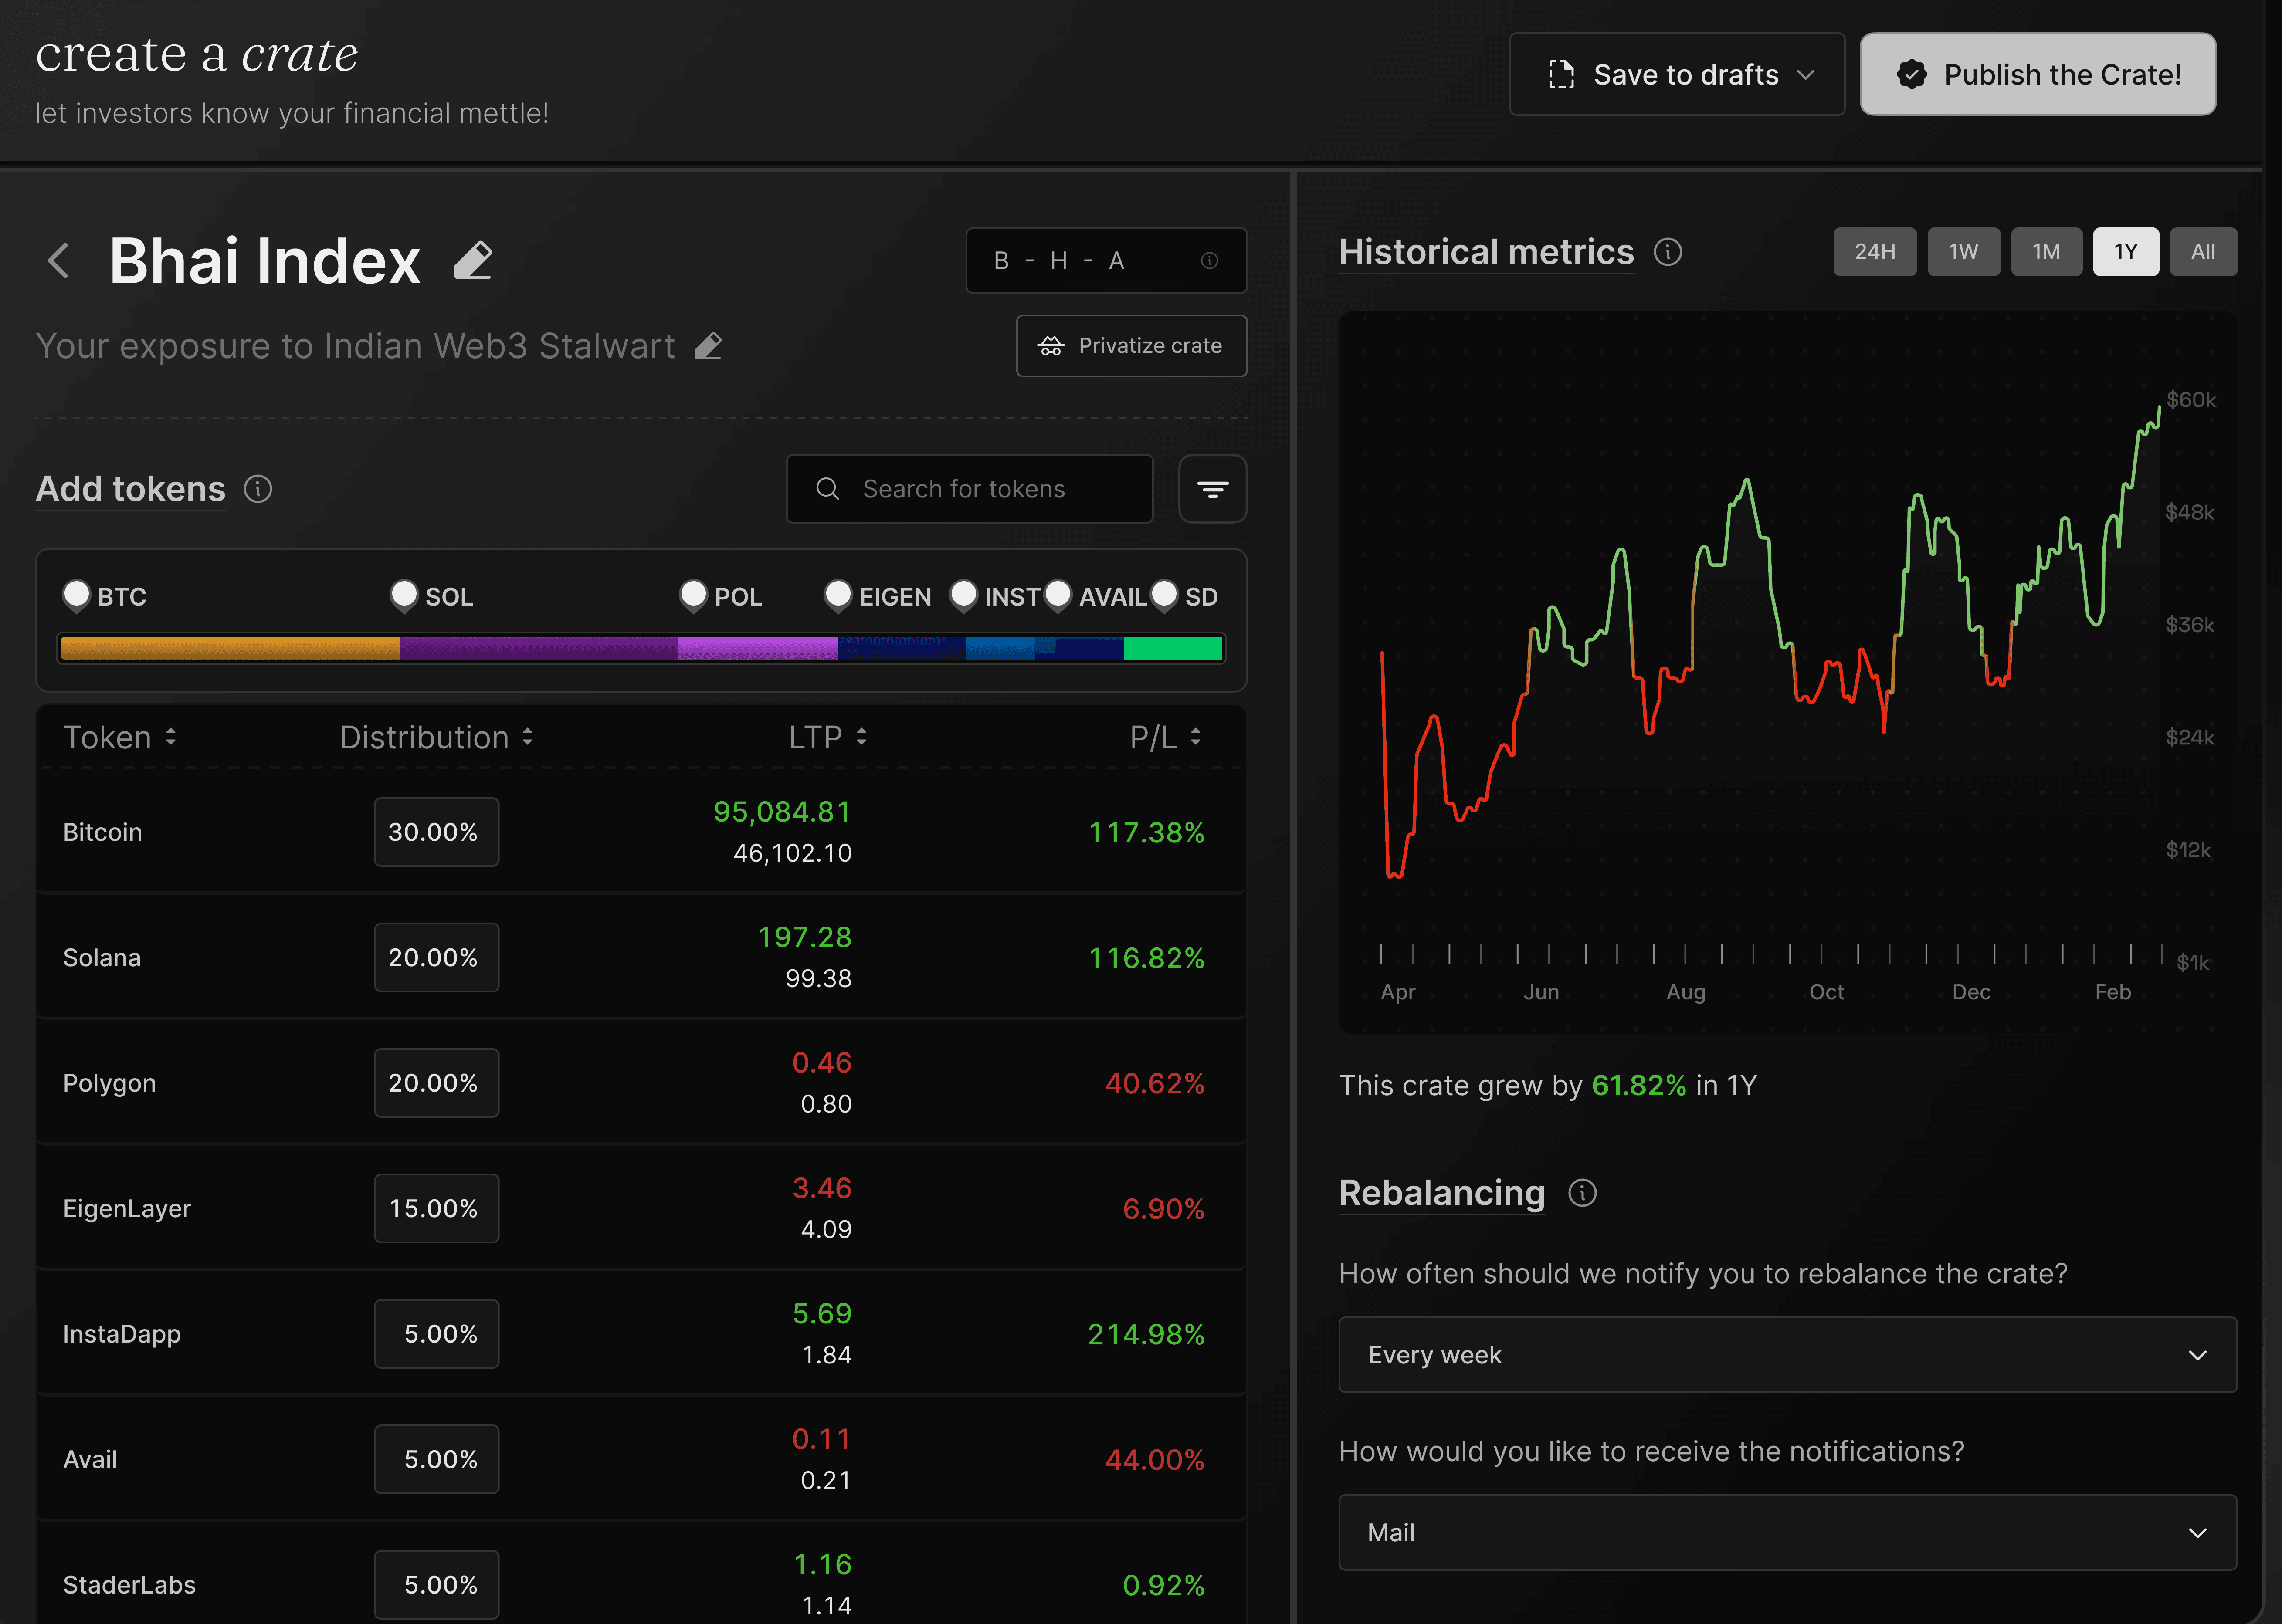 create a crate
let investors know your financial mettle!
Save to drafts
Publish the Crate!
Bhai Index
B - H - A
Your exposure to Indian Web3 Stalwart
Privatize crate
Add tokens
Search for tokens
BTC SOL POL EIGEN INST AVAIL SD
Token Distribution LTP P/L
Bitcoin 30.00% 95,084.81 117.38%
46,102.10
Solana 20.00% 197.28 116.82%
99.38
Polygon 20.00% 0.46 40.62%
0.80
EigenLayer 15.00% 3.46 6.90%
4.09
InstaDapp 5.00% 5.69 214.98%
1.84
Avail 5.00% 0.11 44.00%
0.21
StaderLabs 5.00% 1.16 0.92%
1.14
Historical metrics
24H 1W 1M 1Y All
$60k
$48k
$36k
$24k
$12k
$1k
Apr Jun Aug Oct Dec Feb
This crate grew by 61.82% in 1Y
Rebalancing
How often should we notify you to rebalance the crate?
Every week
How would you like to receive the notifications?
Mail